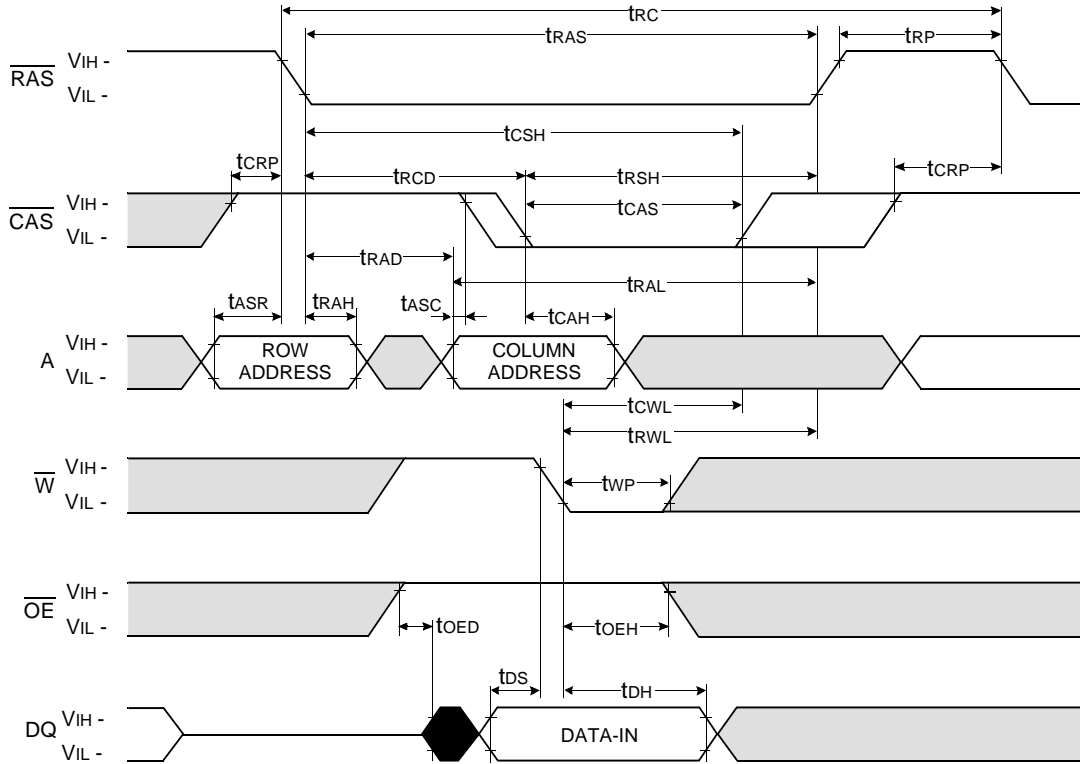 tRC
tRAS
tRP
RAS
VIH -
VIL -
tCSH
tCRP
tRCD
tRSH
tCRP
CAS
VIH -
VIL -
tCAS
tRAD
tRAL
tASR
tRAH
tASC
tCAH
A
VIH -
VIL -
ROW
ADDRESS
COLUMN
ADDRESS
tCWL
tRWL
W
VIH -
VIL -
tWP
OE
VIH -
VIL -
tOED
tOEH
tDS
tDH
DQ
VIH -
VIL -
DATA-IN